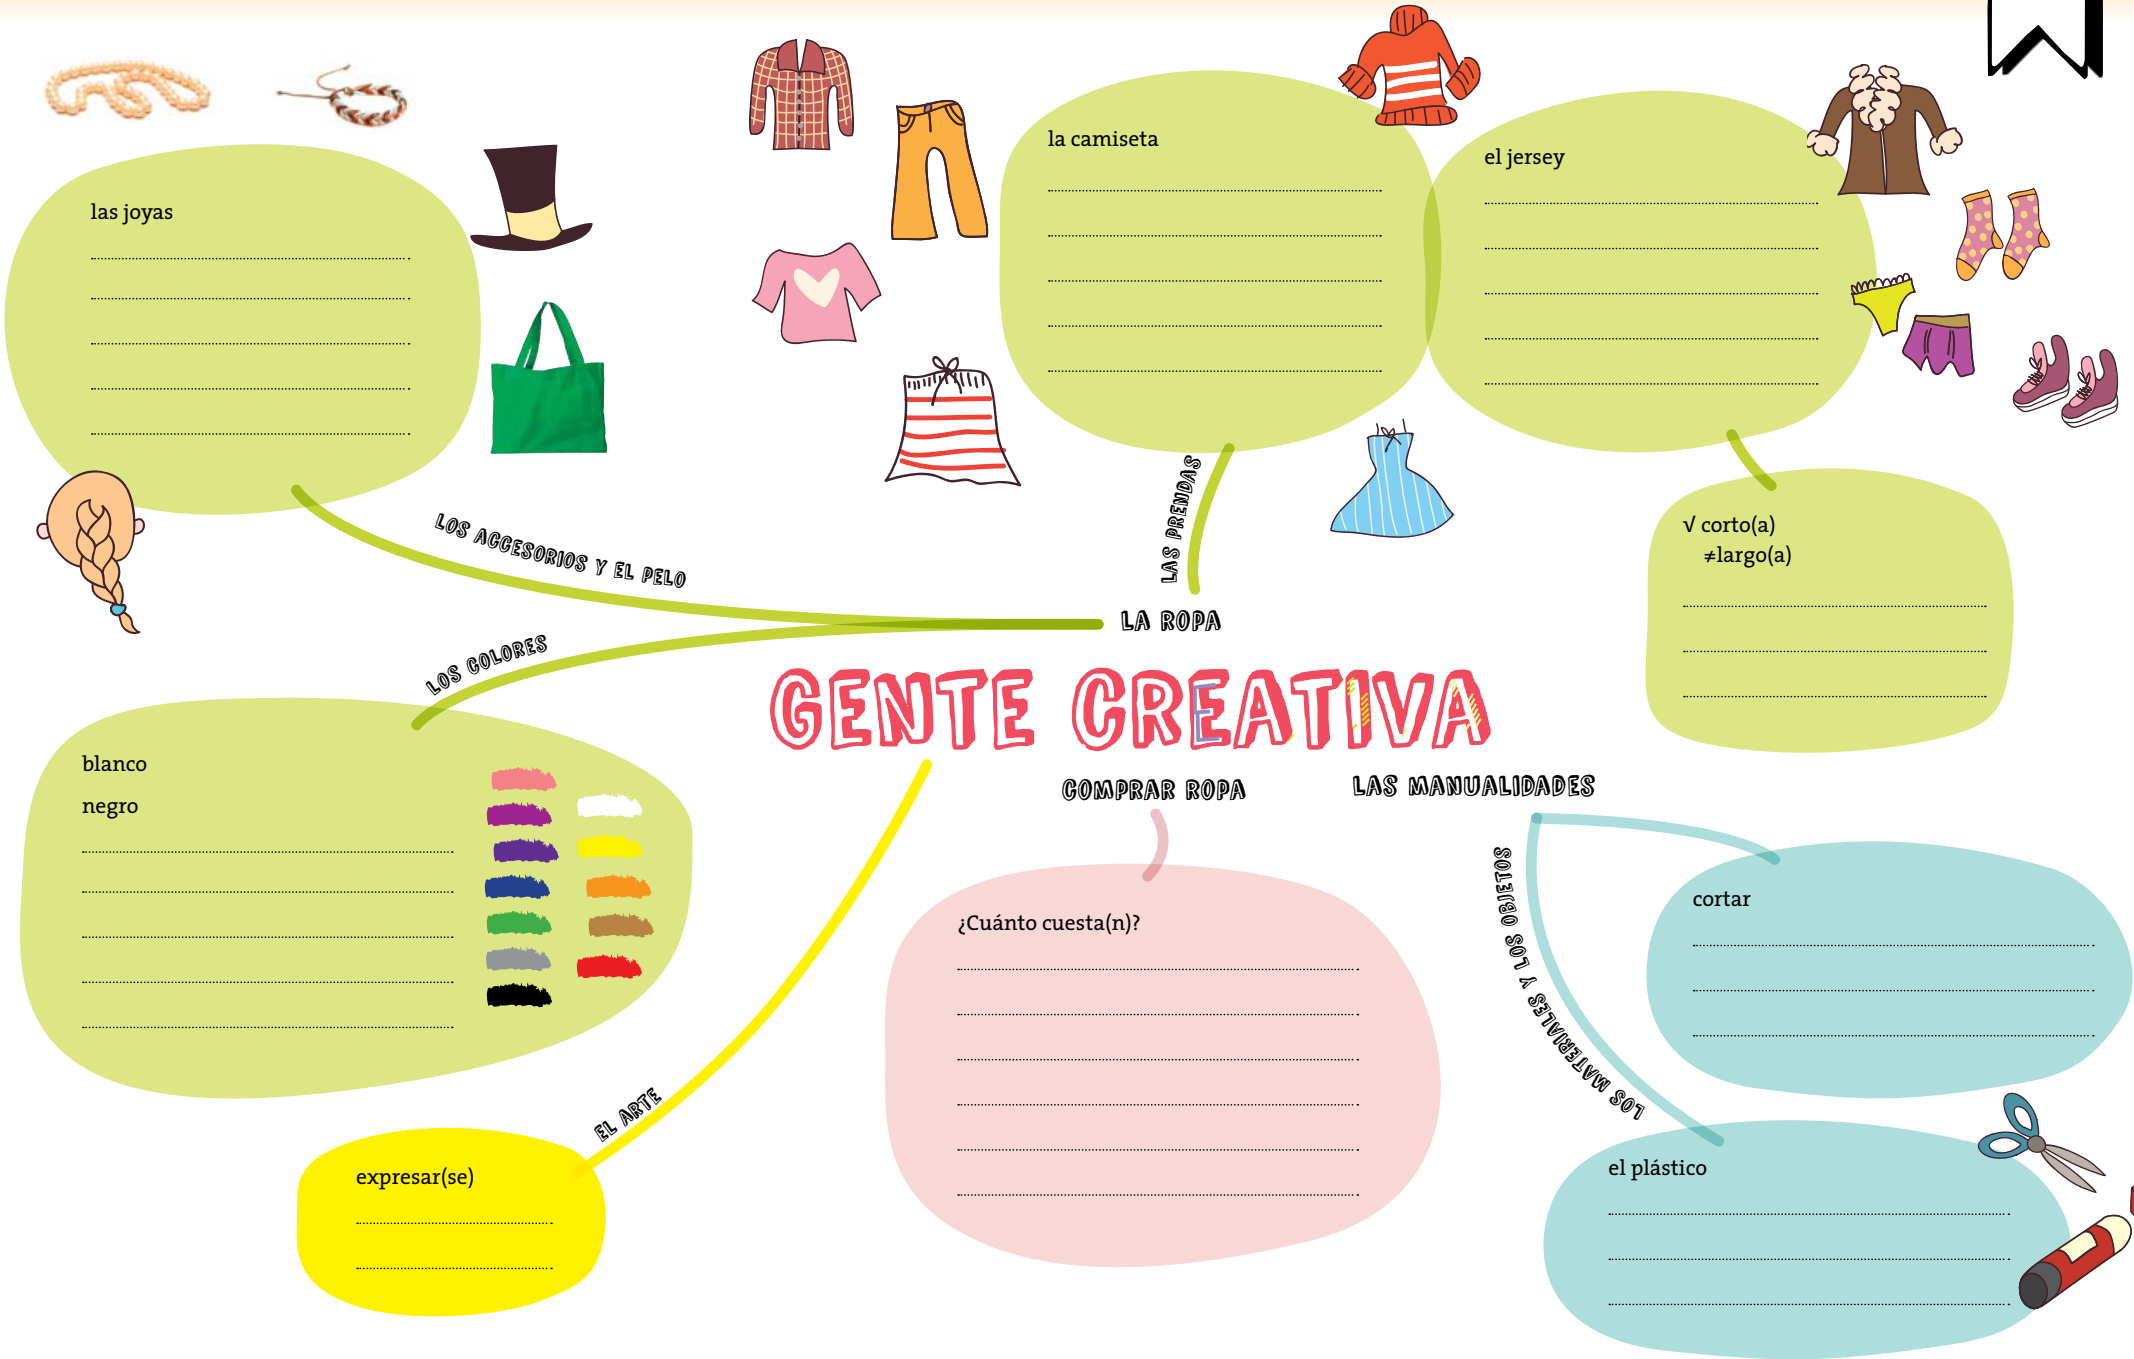 las joyas
la camiseta
el jersey
LOS ACCESORIOS Y EL PELO
LAS PRENDAS
√ corto(a)
≠largo(a)
LA ROPA
LOS COLORES
GENTE CREATIVA
blanco
negro
COMPRAR ROPA
LAS MANUALIDADES
¿Cuánto cuesta(n)?
cortar
LOS MATERIALES Y LOS OBJETOS
EL ARTE
expresar(se)
el plástico